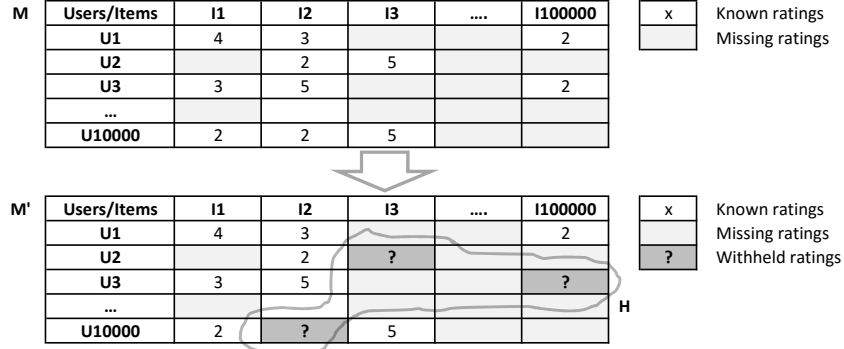 M Users/Items I1 I2 I3 .... I100000 x Known ratings
U1 4 3 2 Missing ratings
U2 2 5
U3 3 5 2
...
U10000 2 2 5
M' Users/Items I1 I2 I3 .... I100000 x Known ratings
U1 4 3 2 Missing ratings
U2 2 ? ? Withheld ratings
U3 3 5 ?
... H
U10000 2 ? 5